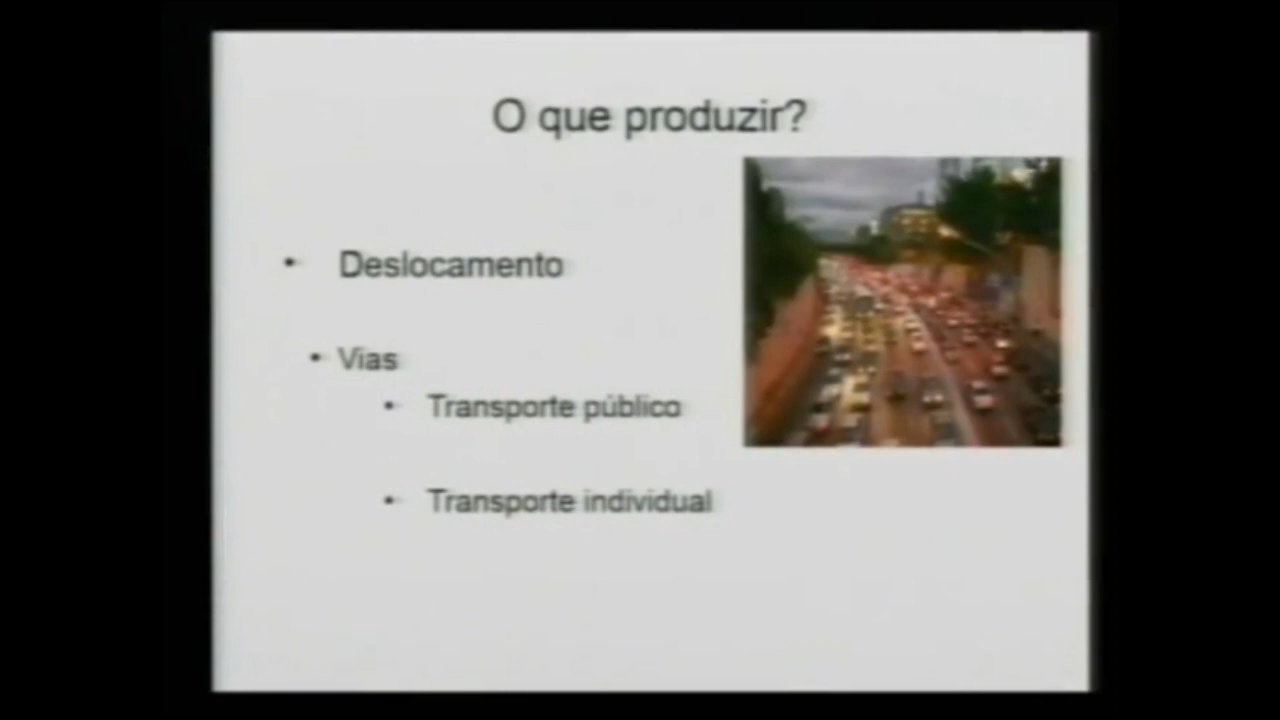 O que produzir?
• Deslocamento
• Vias
• Transporte público
• Transporte individual